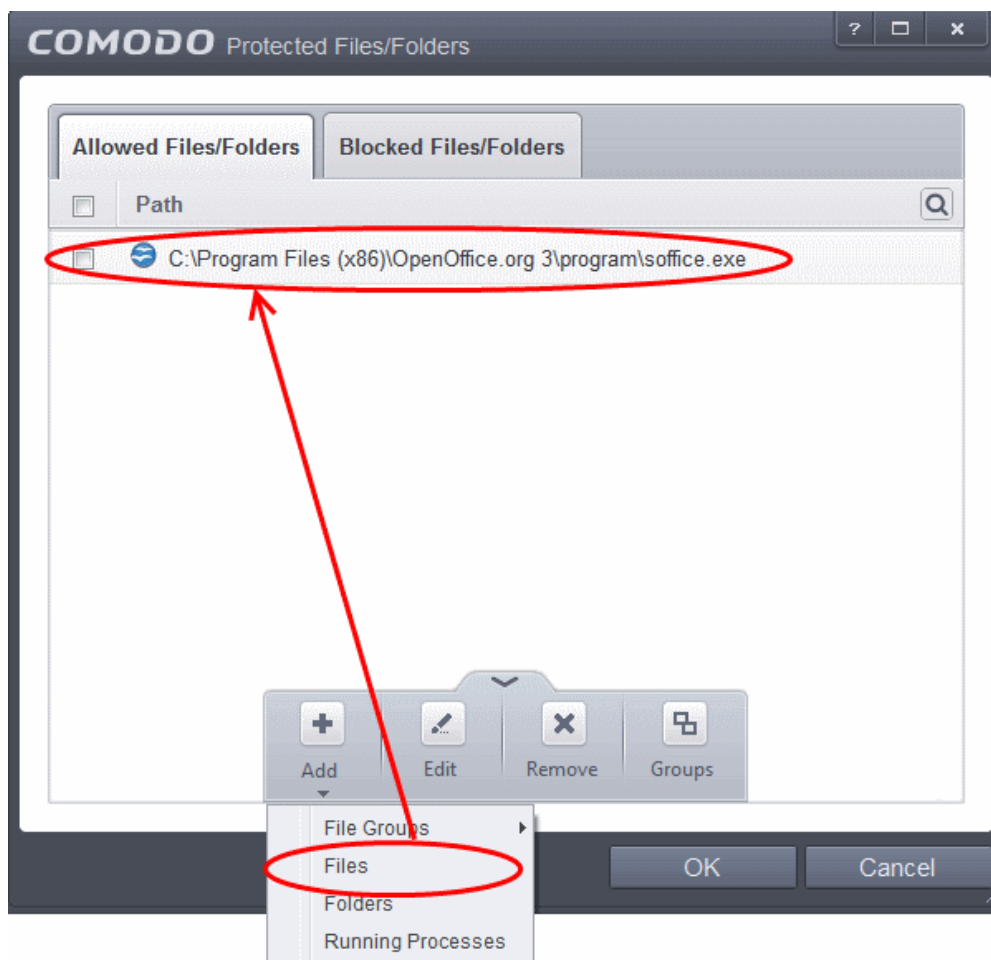 COMODO Protected Files/Folders
?
Allowed Files/Folders
Blocked Files/Folders
Path
C:\Program Files (x86)\OpenOffice.org 3\program\soffice.exe
Add
Edit
Remove
Groups
File Groups
Files
Folders
Running Processes
OK
Cancel